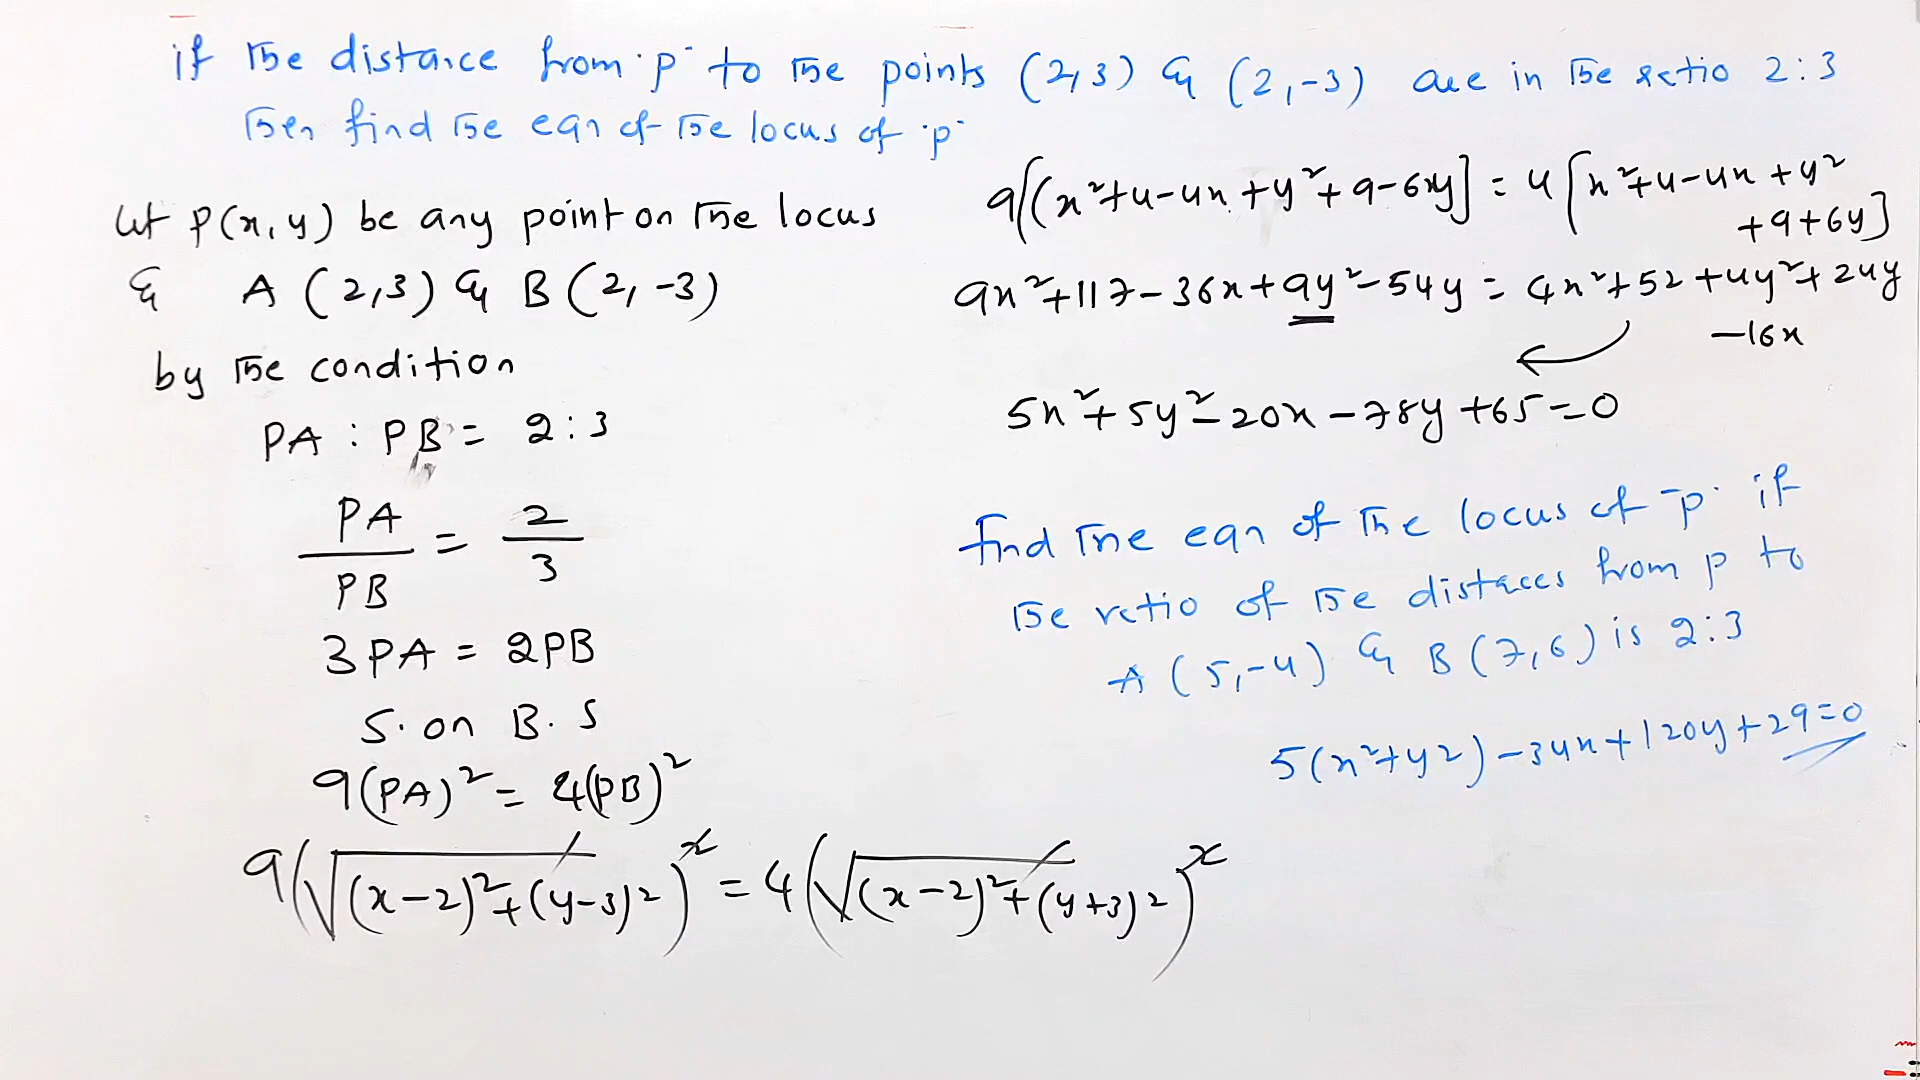 if the distance from 'p' to the points (2,3) & (2,-3) are in the ratio 2:3
then find the eqn of the locus of 'p'
let P(x,y) be any point on the locus
& A (2,3) & B (2,-3)
by the condition
PA : PB = 2:3
PA/PB = 2/3
3PA = 2PB
S. on B. S
9(PA)² = 4(PB)²
9(√(x-2)²+(y-3)²)² = 4(√(x-2)²+(y+3)²)²
9[(x²+4-4x+y²+9-6y] = 4[x²+4-4x+y²
+9+6y]
9x²+117-36x+9y²-54y = 4x²+52+4y²+24y
-16x
5x²+5y²-20x-78y+65=0
find the eqn of the locus of 'p' if
the ratio of the distaces from p to
A (5,-4) & B (7,6) is 2:3
5(x²+y2)-34x+120y+29=0